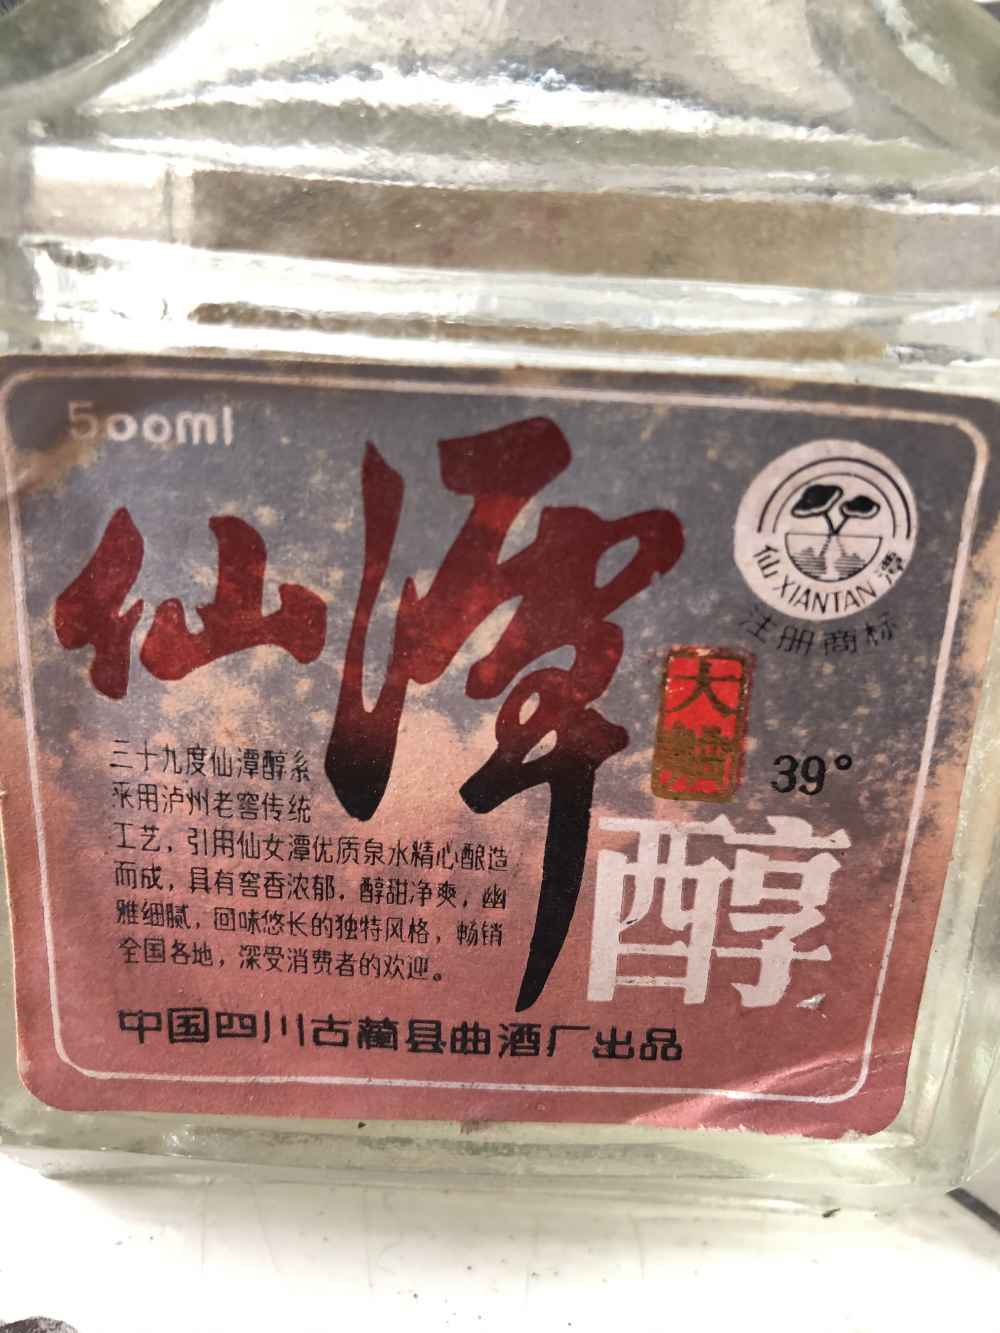 500ml
仙潭
仙 XIANTAN 潭
注册商标
大
39°
醇
三十九度仙潭醇系
采用泸州老窖传统
工艺，引用仙女潭优质泉水精心酿造
而成，具有窖香浓郁，醇甜净爽，幽
雅细腻，回味悠长的独特风格，畅销
全国各地，深受消费者的欢迎。
中国四川古蔺县曲酒厂出品